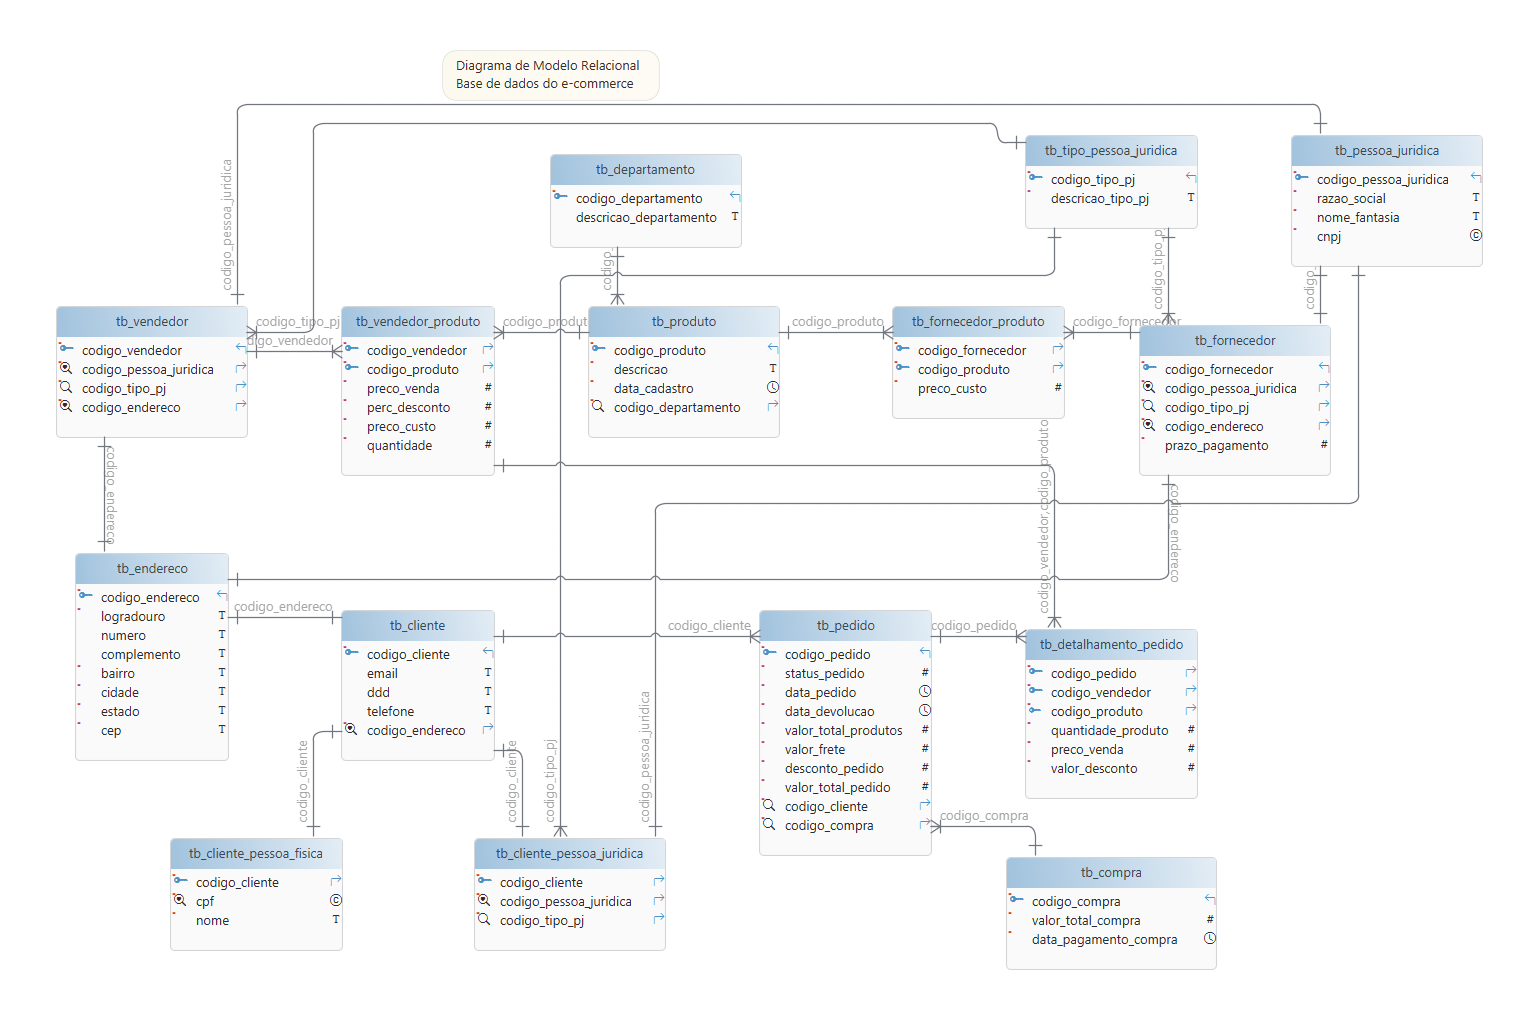 Diagrama de Modelo Relacional
Base de dados do e-commerce
tb_tipo_pessoa_juridica
codigo_tipo_pj
descricao_tipo_pj T
tb_pessoa_juridica
codigo_pessoa_juridica
razao_social T
nome_fantasia T
cnpj ©
tb_departamento
codigo_departamento
descricao_departamento T
codigo_pessoa_juridica
codigo_
codigo_tipo_p
codigo_
tb_vendedor
codigo_vendedor
codigo_pessoa_juridica
codigo_tipo_pj
codigo_endereco
codigo_tipo_pj
digo_vendedor
tb_vendedor_produto
codigo_vendedor
codigo_produto
preco_venda #
perc_desconto #
preco_custo #
quantidade #
codigo_produt
tb_produto
codigo_produto
descricao T
data_cadastro
codigo_departamento
codigo_produto
tb_fornecedor_produto
codigo_fornecedor
codigo_produto
preco_custo #
codigo_fornecedor
tb_fornecedor
codigo_fornecedor
codigo_pessoa_juridica
codigo_tipo_pj
codigo_endereco
prazo_pagamento #
codigo_endereco
codigo_vendedor,codigo_produto
codigo_endereco
tb_endereco
codigo_endereco
logradouro T
numero T
complemento T
bairro T
cidade T
estado T
cep T
codigo_endereco
tb_cliente
codigo_cliente
email T
ddd T
telefone T
codigo_endereco
codigo_cliente
tb_pedido
codigo_pedido
status_pedido #
data_pedido
data_devolucao
valor_total_produtos #
valor_frete #
desconto_pedido #
valor_total_pedido #
codigo_cliente
codigo_compra
codigo_pedido
tb_detalhamento_pedido
codigo_pedido
codigo_vendedor
codigo_produto
quantidade_produto #
preco_venda #
valor_desconto #
codigo_cliente
codigo_cliente
codigo_tipo_pj
codigo_pessoa_juridica
codigo_compra
tb_cliente_pessoa_fisica
codigo_cliente
cpf ©
nome T
tb_cliente_pessoa_juridica
codigo_cliente
codigo_pessoa_juridica
codigo_tipo_pj
tb_compra
codigo_compra
valor_total_compra #
data_pagamento_compra